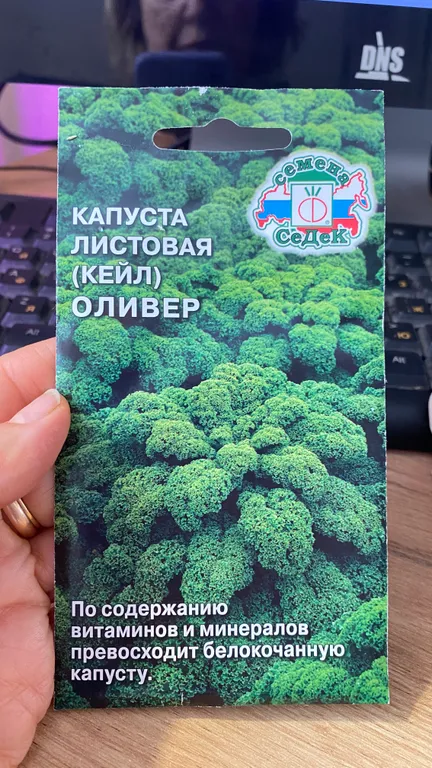 DNS
семена
СеДеК
КАПУСТА
ЛИСТОВАЯ
(КЕЙЛ)
ОЛИВЕР
По содержанию
витаминов и минералов
превосходит белокочанную
капусту.